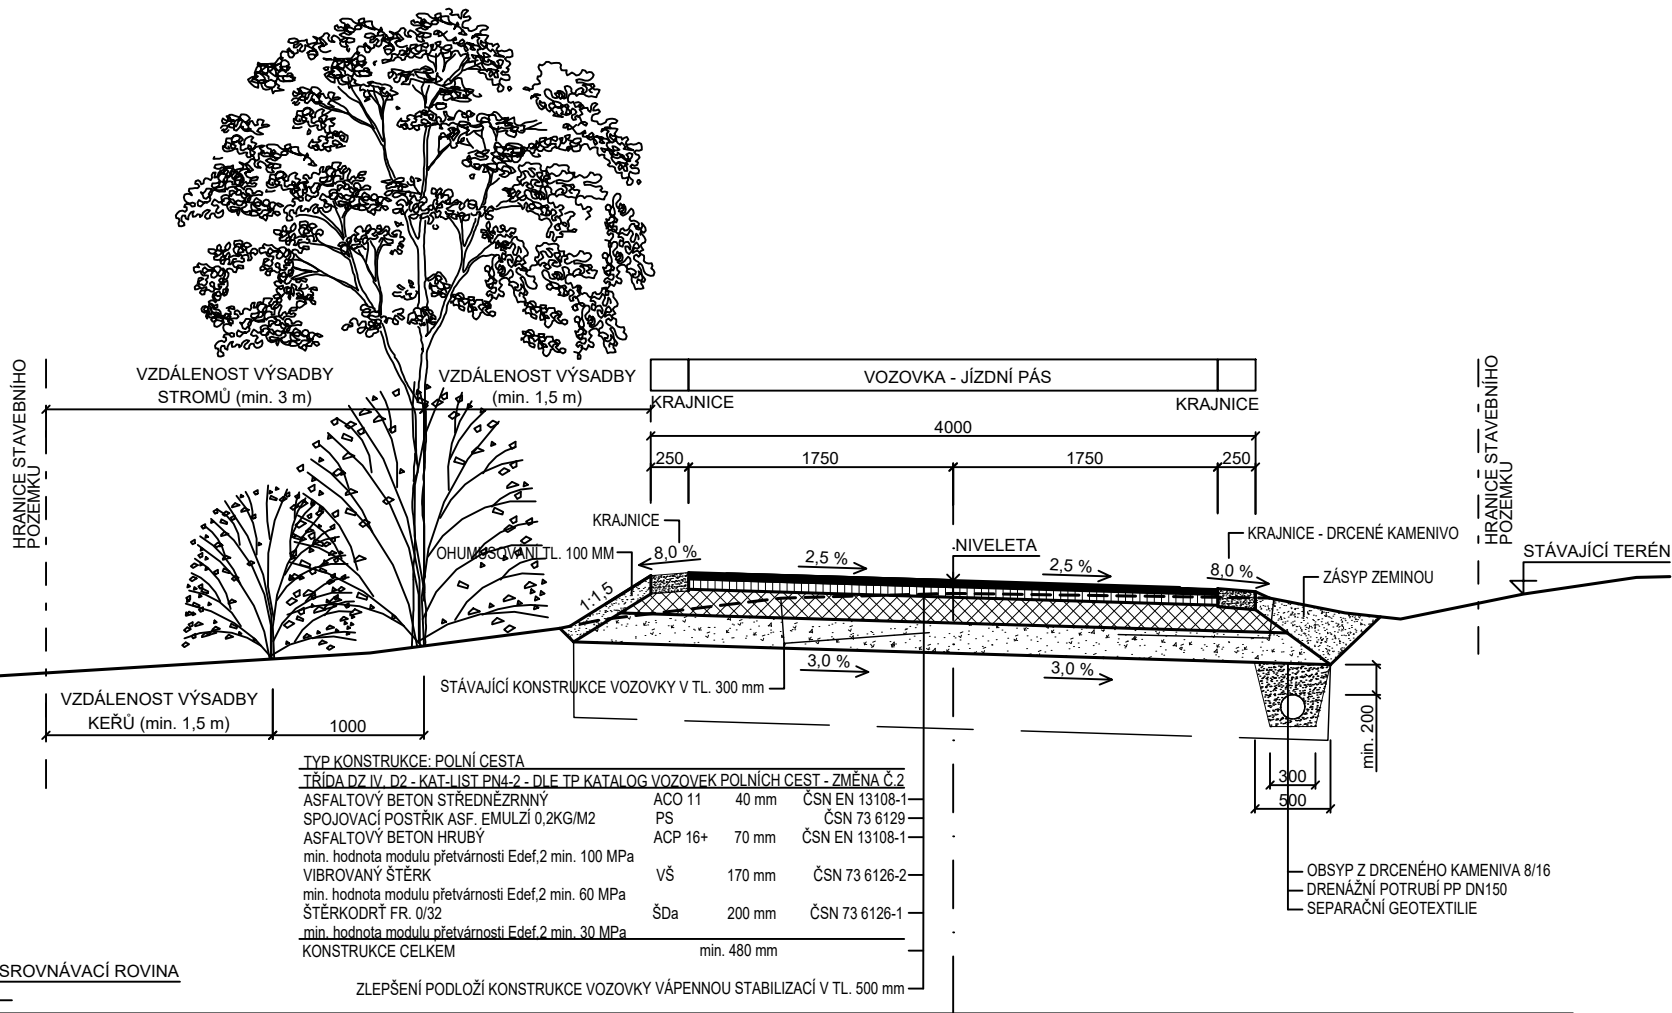 HRANICE STAVEBNÍHO
POZEMKU
VZDÁLENOST VÝSADBY
STROMŮ (min. 3 m)
VZDÁLENOST VÝSADBY
(min. 1,5 m)
VOZOVKA - JÍZDNÍ PÁS
KRAJNICE
KRAJNICE
4000
250
1750
1750
250
HRANICE STAVEBNÍHO
POZEMKU
KRAJNICE
OHUMUSOVÁNÍ TL. 100 MM
8,0 %
2,5 %
NIVELETA
2,5 %
8,0 %
KRAJNICE - DRCENÉ KAMENIVO
ZÁSYP ZEMINOU
STÁVAJÍCÍ TERÉN
1:1,5
3,0 %
3,0 %
STÁVAJÍCÍ KONSTRUKCE VOZOVKY V TL. 300 mm
VZDÁLENOST VÝSADBY
KEŘŮ (min. 1,5 m)
1000
min. 200
300
500
TYP KONSTRUKCE: POLNÍ CESTA
TŘÍDA DZ IV, D2 - KAT-LIST PN4-2 - DLE TP KATALOG VOZOVEK POLNÍCH CEST - ZMĚNA Č.2
ASFALTOVÝ BETON STŘEDNĚZRNNÝ ACO 11 40 mm ČSN EN 13108-1
SPOJOVACÍ POSTŘIK ASF. EMULZÍ 0,2KG/M2 PS ČSN 73 6129
ASFALTOVÝ BETON HRUBÝ ACP 16+ 70 mm ČSN EN 13108-1
min. hodnota modulu přetvárnosti Edef,2 min. 100 MPa
VIBROVANÝ ŠTĚRK VŠ 170 mm ČSN 73 6126-2
min. hodnota modulu přetvárnosti Edef,2 min. 60 MPa
ŠTĚRKODRŤ FR. 0/32 ŠDa 200 mm ČSN 73 6126-1
min. hodnota modulu přetvárnosti Edef,2 min. 30 MPa
KONSTRUKCE CELKEM min. 480 mm
ZLEPŠENÍ PODLOŽÍ KONSTRUKCE VOZOVKY VÁPENNOU STABILIZACÍ V TL. 500 mm
OBSYP Z DRCENÉHO KAMENIVA 8/16
DRENÁŽNÍ POTRUBÍ PP DN150
SEPARAČNÍ GEOTEXTILIE
SROVNÁVACÍ ROVINA